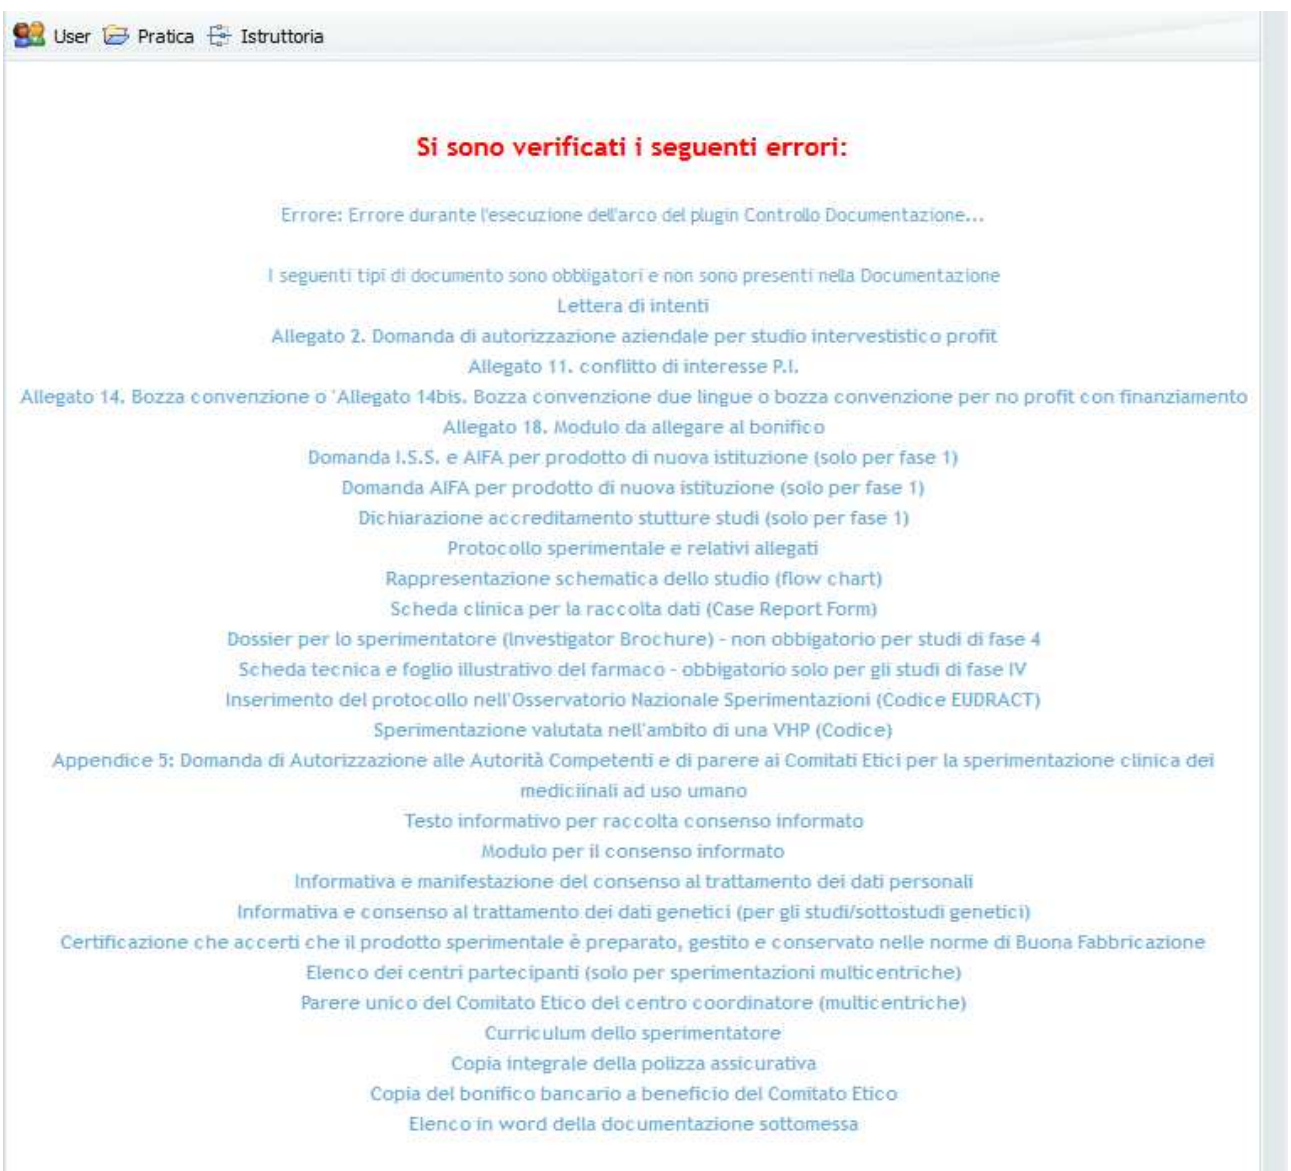 User Pratica Istruttoria
Si sono verificati i seguenti errori:
Errore: Errore durante l'esecuzione dell'arco del plugin Controllo Documentazione...
I seguenti tipi di documento sono obbligatori e non sono presenti nella Documentazione
Lettera di intenti
Allegato 2. Domanda di autorizzazione aziendale per studio intervestistico profit
Allegato 11. conflitto di interesse P.I.
Allegato 14. Bozza convenzione o 'Allegato 14bis. Bozza convenzione due lingue o bozza convenzione per no profit con finanziamento
Allegato 18. Modulo da allegare al bonifico
Domanda I.S.S. e AIFA per prodotto di nuova istituzione (solo per fase 1)
Domanda AIFA per prodotto di nuova istituzione (solo per fase 1)
Dichiarazione accreditamento stutture studi (solo per fase 1)
Protocollo sperimentale e relativi allegati
Rappresentazione schematica dello studio (flow chart)
Scheda clinica per la raccolta dati (Case Report Form)
Dossier per lo sperimentatore (Investigator Brochure) - non obbigatorio per studi di fase 4
Scheda tecnica e foglio illustrativo del farmaco - obbigatorio solo per gli studi di fase IV
Inserimento del protocollo nell'Osservatorio Nazionale Sperimentazioni (Codice EUDRACT)
Sperimentazione valutata nell'ambito di una VHP (Codice)
Appendice 5: Domanda di Autorizzazione alle Autorità Competenti e di parere ai Comitati Etici per la sperimentazione clinica dei
mediciinali ad uso umano
Testo informativo per raccolta consenso informato
Modulo per il consenso informato
Informativa e manifestazione del consenso al trattamento dei dati personali
Informativa e consenso al trattamento dei dati genetici (per gli studi/sottostudi genetici)
Certificazione che accerti che il prodotto sperimentale è preparato, gestito e conservato nelle norme di Buona Fabbricazione
Elenco dei centri partecipanti (solo per sperimentazioni multicentriche)
Parere unico del Comitato Etico del centro coordinatore (multicentriche)
Curriculum dello sperimentatore
Copia integrale della polizza assicurativa
Copia del bonifico bancario a beneficio del Comitato Etico
Elenco in word della documentazione sottomessa